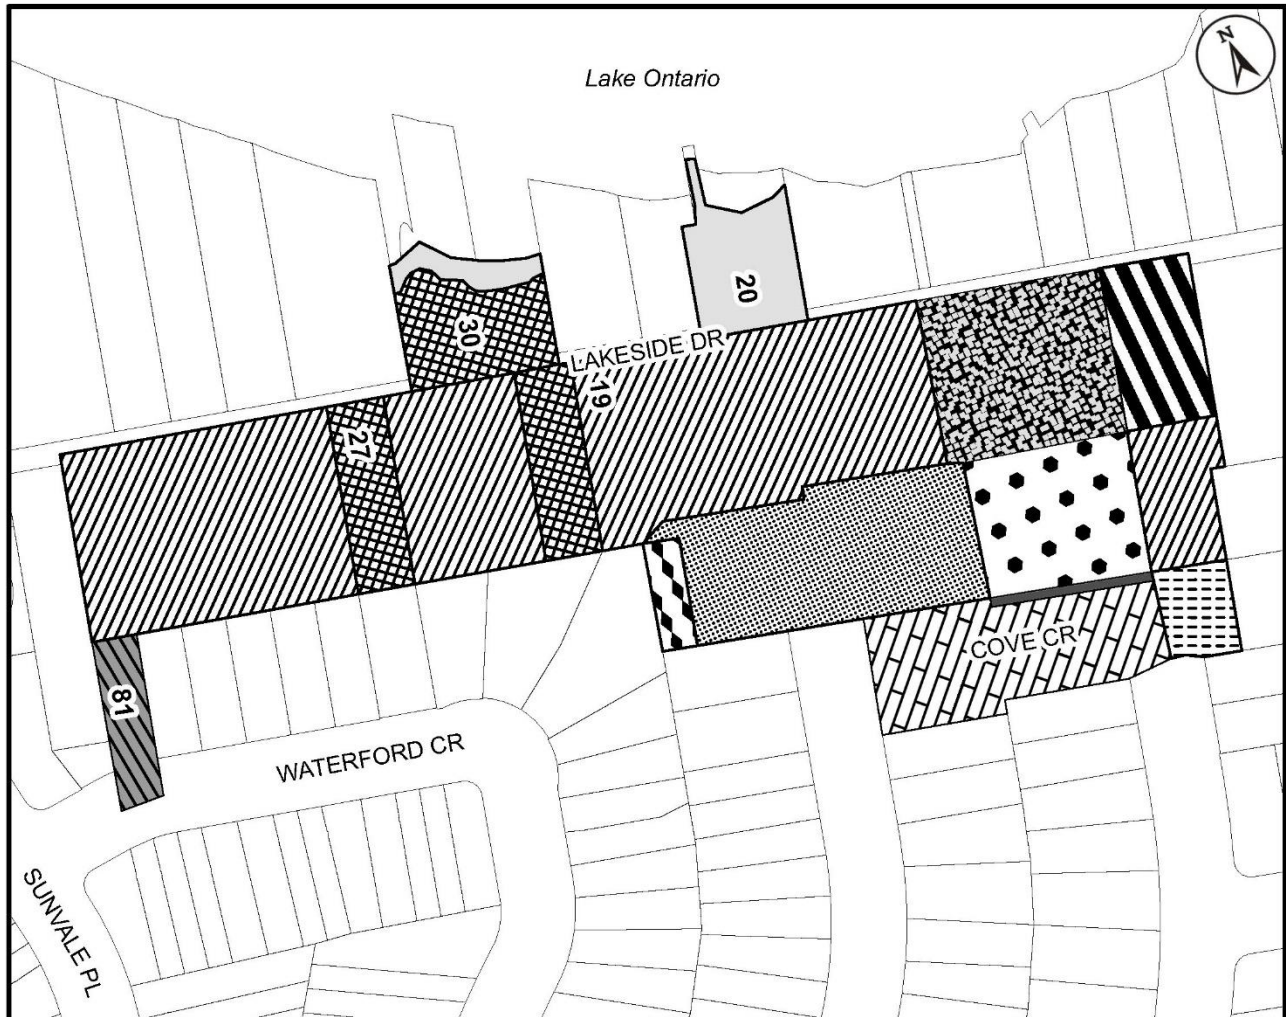 N
Lake Ontario
20
30
LAKESIDE DR
19
27
COVE CR
81
WATERFORD CR
SUNVALE PL